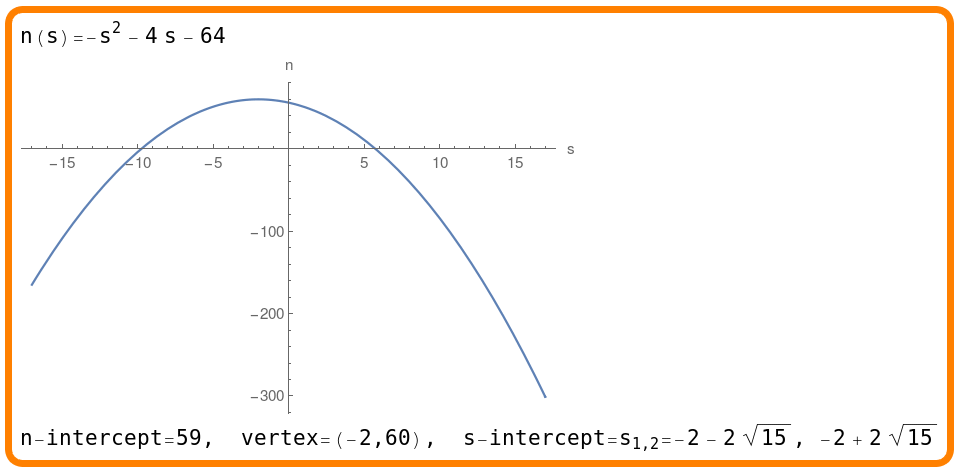 n(s)=-s² - 4 s - 64
n
s
-15 -10 -5 5 10 15
-100
-200
-300
n-intercept=59, vertex=(-2,60), s-intercept=s₁,₂=-2 - 2 √15, -2 + 2 √15